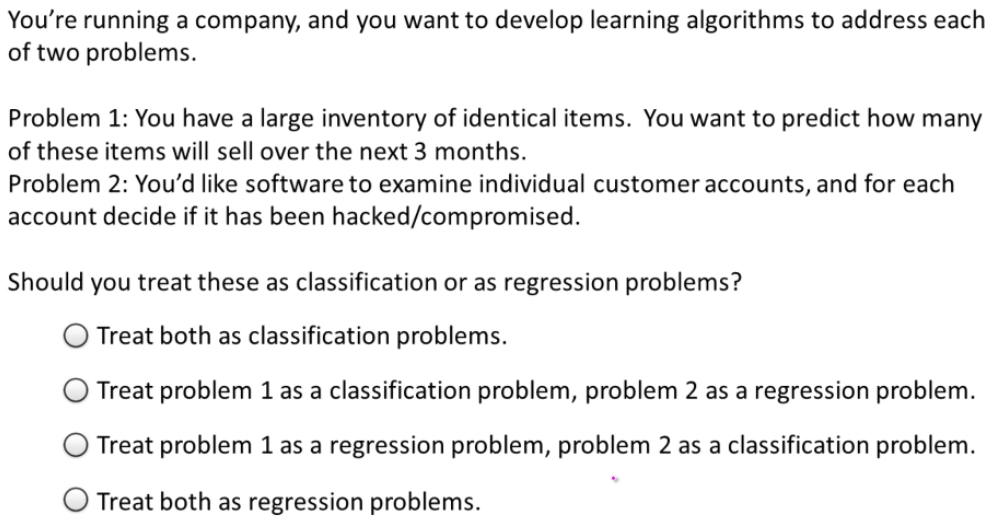 You’re running a company, and you want to develop learning algorithms to address each
of two problems.
Problem 1: You have a large inventory of identical items.  You want to predict how many
of these items will sell over the next 3 months.
Problem 2: You’d like software to examine individual customer accounts, and for each
account decide if it has been hacked/compromised.
Should you treat these as classification or as regression problems?
Treat both as classification problems.
Treat problem 1 as a classification problem, problem 2 as a regression problem.
Treat problem 1 as a regression problem, problem 2 as a classification problem.
Treat both as regression problems.